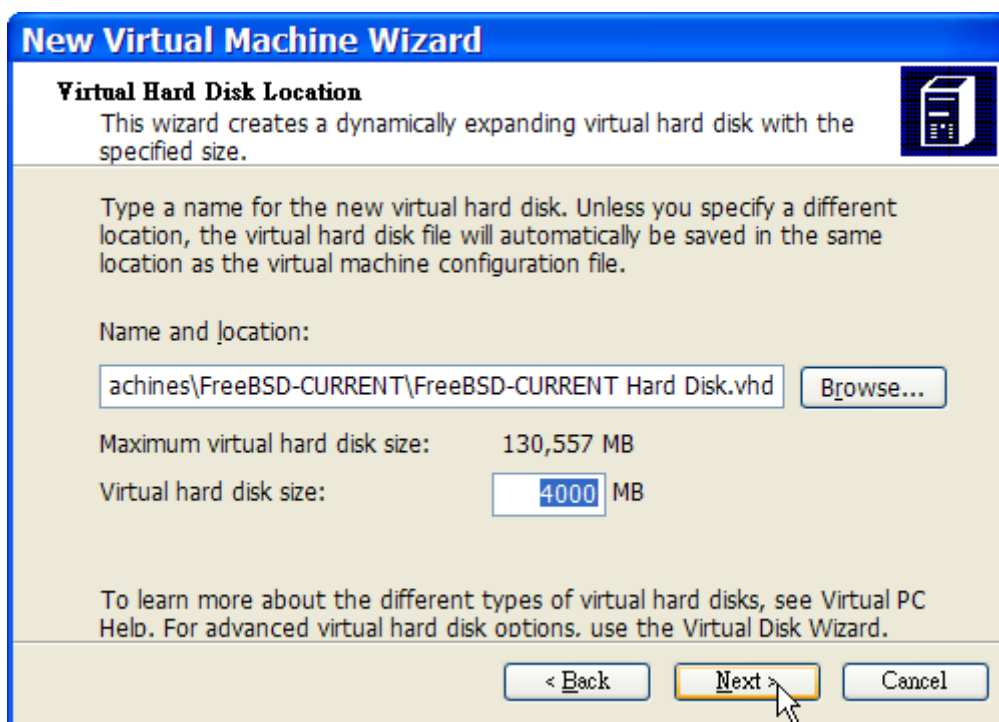 New Virtual Machine Wizard
Virtual Hard Disk Location
This wizard creates a dynamically expanding virtual hard disk with the
specified size.
Type a name for the new virtual hard disk. Unless you specify a different
location, the virtual hard disk file will automatically be saved in the same
location as the virtual machine configuration file.
Name and location:
achines\FreeBSD-CURRENT\FreeBSD-CURRENT Hard Disk.vhd Browse...
Maximum virtual hard disk size: 130,557 MB
Virtual hard disk size: 4000 MB
To learn more about the different types of virtual hard disks, see Virtual PC
Help. For advanced virtual hard disk options, use the Virtual Disk Wizard.
< Back Next > Cancel